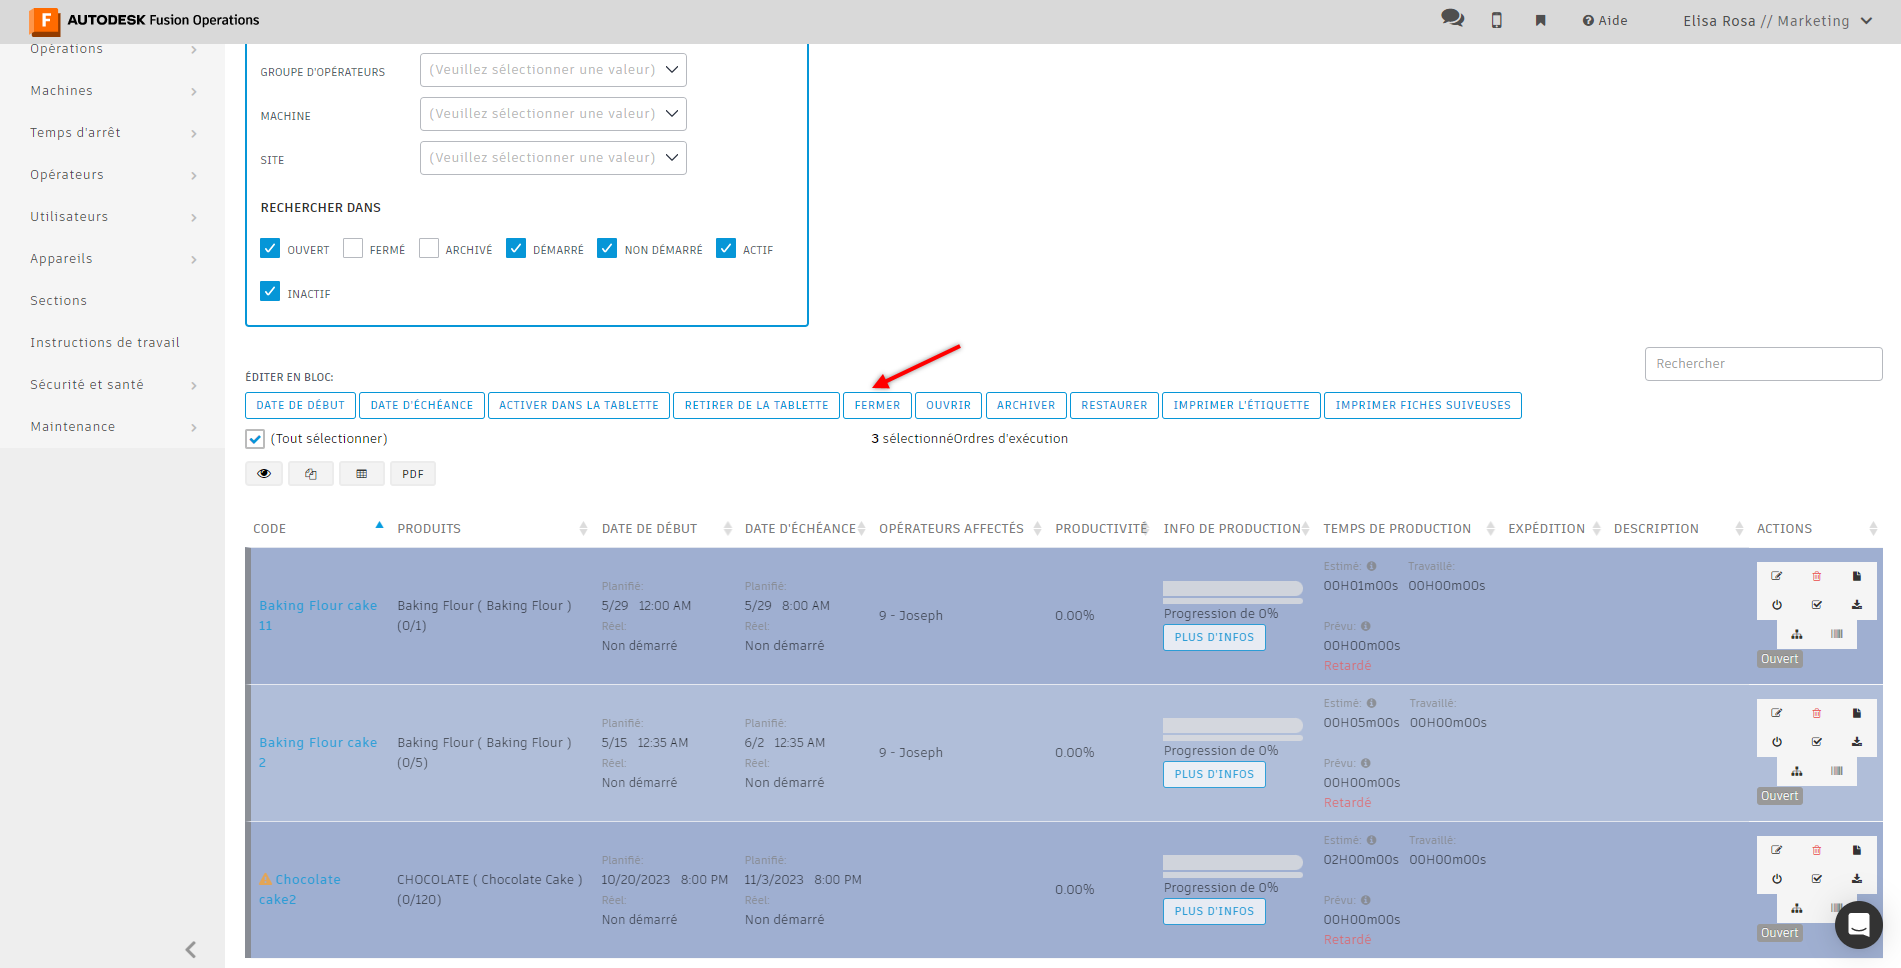 F AUTODESK Fusion Operations
Aide
Elisa Rosa // Marketing
Opérations
Machines
Temps d'arrêt
Opérateurs
Utilisateurs
Appareils
Sections
Instructions de travail
Sécurité et santé
Maintenance
GROUPE D'OPÉRATEURS (Veuillez sélectionner une valeur)
MACHINE (Veuillez sélectionner une valeur)
SITE (Veuillez sélectionner une valeur)
RECHERCHER DANS
OUVERT FERMÉ ARCHIVÉ DÉMARRÉ NON DÉMARRÉ ACTIF
INACTIF
Rechercher
ÉDITER EN BLOC:
DATE DE DÉBUT DATE D'ÉCHÉANCE ACTIVER DANS LA TABLETTE RETIRER DE LA TABLETTE FERMER OUVRIR ARCHIVER RESTAURER IMPRIMER L'ÉTIQUETTE IMPRIMER FICHES SUIVEUSES
(Tout sélectionner) 3 sélectionnéOrdres d'exécution
PDF
CODE PRODUITS DATE DE DÉBUT DATE D'ÉCHÉANCE OPÉRATEURS AFFECTÉS PRODUCTIVITÉ INFO DE PRODUCTION TEMPS DE PRODUCTION EXPÉDITION DESCRIPTION ACTIONS
Baking Flour cake
11
Baking Flour ( Baking Flour )
(0/1)
Planifié:
5/29 12:00 AM
Réel:
Non démarré
Planifié:
5/29 8:00 AM
Réel:
Non démarré
9 - Joseph
0.00%
Progression de 0%
PLUS D'INFOS
Estimé: Travaillé:
00H01m00s 00H00m00s
Prévu:
00H00m00s
Retardé
Ouvert
Baking Flour cake
2
Baking Flour ( Baking Flour )
(0/5)
Planifié:
5/15 12:35 AM
Réel:
Non démarré
Planifié:
6/2 12:35 AM
Réel:
Non démarré
9 - Joseph
0.00%
Progression de 0%
PLUS D'INFOS
Estimé: Travaillé:
00H05m00s 00H00m00s
Prévu:
00H00m00s
Retardé
Ouvert
Chocolate
cake2
CHOCOLATE ( Chocolate Cake )
(0/120)
Planifié:
10/20/2023 8:00 PM
Réel:
Non démarré
Planifié:
11/3/2023 8:00 PM
Réel:
Non démarré
0.00%
Progression de 0%
PLUS D'INFOS
Estimé: Travaillé:
02H00m00s 00H00m00s
Prévu:
00H00m00s
Retardé
Ouvert